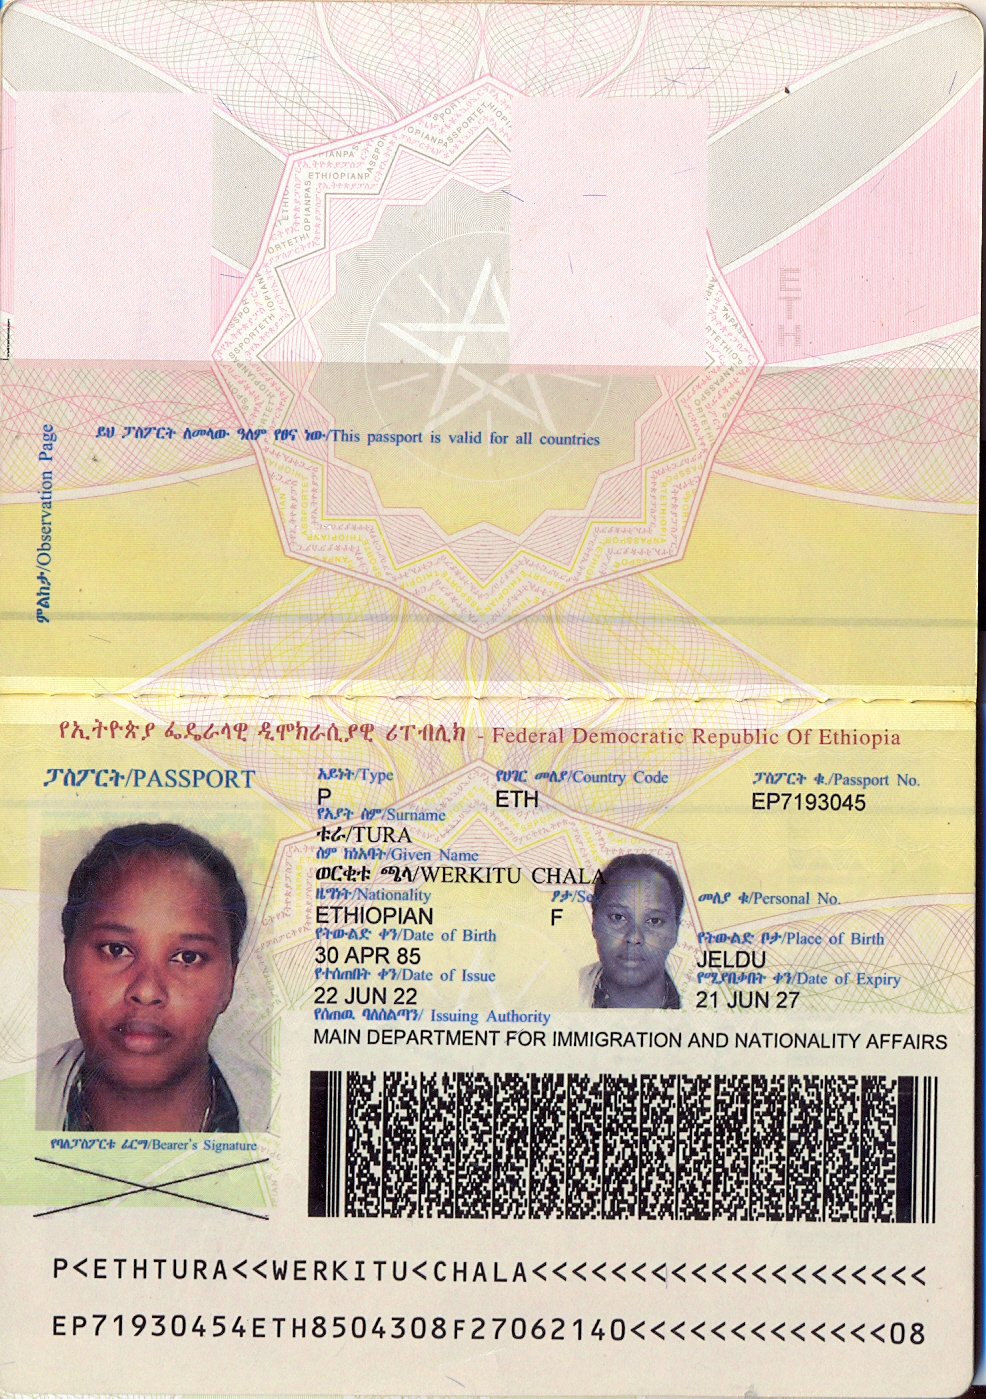 ETH
ይህ ፓስፖርት ለመላው ዓለም የፀና ነው/This passport is valid for all countries
ምልከታ/Observation Page
የኢትዮጵያ ፌዴራላዊ ዲሞክራሲያዊ ሪፐብሊክ - Federal Democratic Republic Of Ethiopia
ፓስፖርት/PASSPORT
አይነት/Type
የሀገር መለያ/Country Code
ፓስፖርት ቁ./Passport No.
P
ETH
EP7193045
የአያት ስም/Surname
ቱራ/TURA
ስም ከነአባት/Given Name
ወርቂቱ ጫላ/WERKITU CHALA
ዜግነት/Nationality
ፆታ/Se
መለያ ቁ/Personal No.
ETHIOPIAN
F
የትውልድ ቀን/Date of Birth
የትውልድ ቦታ/Place of Birth
30 APR 85
JELDU
የተሰጠበት ቀን/Date of Issue
የሚያበቃበት ቀን/Date of Expiry
22 JUN 22
21 JUN 27
የሰጠዉ ባለስልጣን/ Issuing Authority
MAIN DEPARTMENT FOR IMMIGRATION AND NATIONALITY AFFAIRS
የባለፓስፖርቱ ፊርማ/Bearer's Signature
P<ETHTURA<<WERKITU<CHALA<<<<<<<<<<<<<<<<<<<<
EP71930454ETH8504308F27062140<<<<<<<<<<<<<08